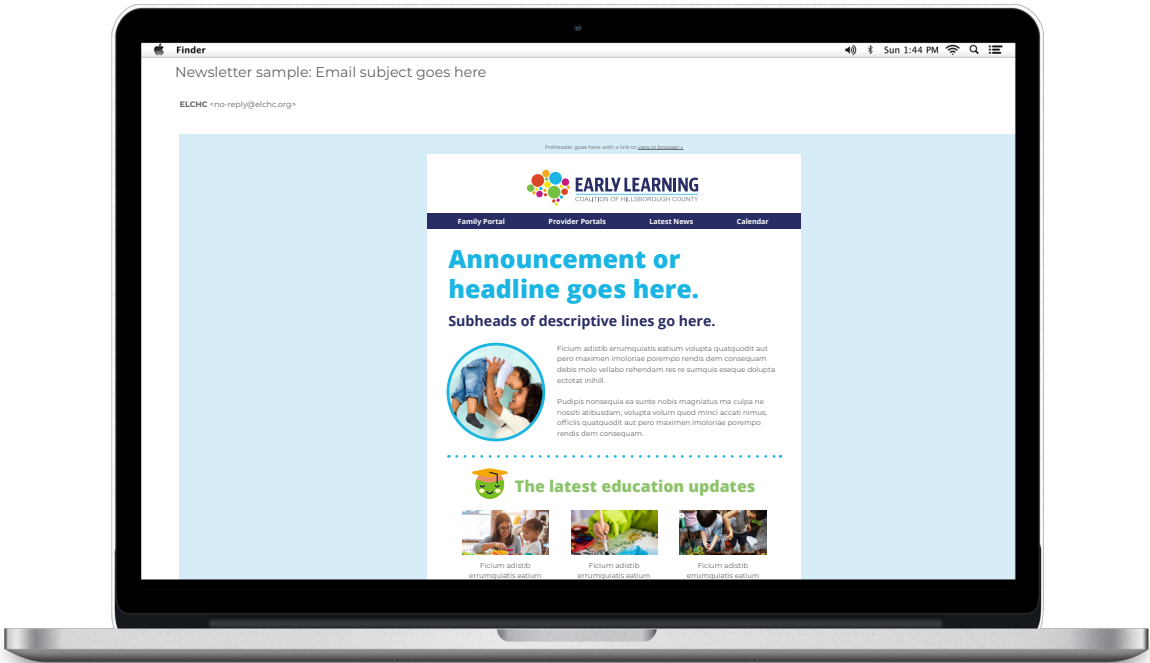 Finder
Sun 1:44 PM
Newsletter sample: Email subject goes here
ELCHC <no-reply@elchc.org>
Preheader goes here with a link to view in browser »
EARLY LEARNING
COALITION OF HILLSBOROUGH COUNTY
Family Portal Provider Portals Latest News Calendar
Announcement or
headline goes here.
Subheads of descriptive lines go here.
Ficium adistib errumquiatis eatium volupta quatquodit aut
pero maximen imoloriae porempo rendis dem consequam
debis molo vellabo rehendam res re sumquis eseque dolupta
ectotat inihill.
Pudipis nonsequia ea sunte nobis magniatus ma culpa ne
nossiti atibusdam, volupta volum quod minci accati nimus,
officiis quatquodit aut pero maximen imoloriae porempo
rendis dem consequam.
The latest education updates
Ficium adistib
errumquiatis eatium
Ficium adistib
errumquiatis eatium
Ficium adistib
errumquiatis eatium